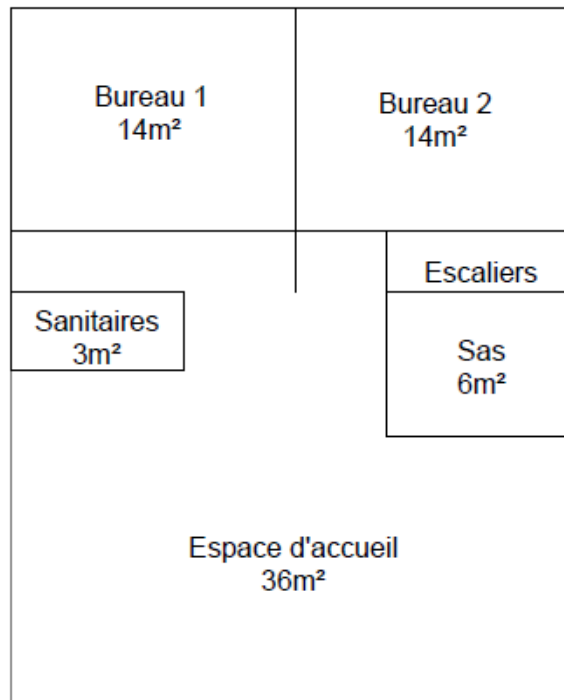 Bureau 1
14m²
Bureau 2
14m²
Escaliers
Sanitaires
3m²
Sas
6m²
Espace d'accueil
36m²